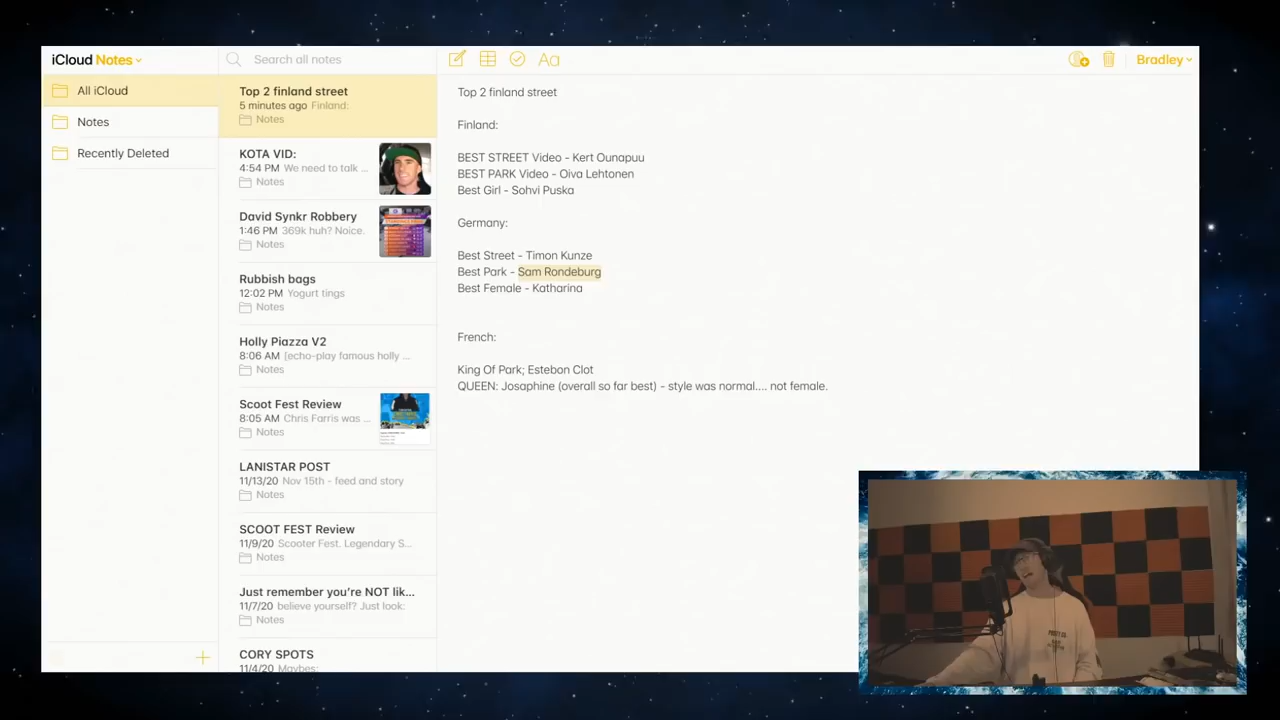 iCloud Notes
All iCloud
Notes
Recently Deleted
Search all notes
Top 2 finland street
5 minutes ago Finland:
Notes
KOTA VID:
4:54 PM We need to talk ...
Notes
David Synkr Robbery
1:46 PM 369k huh? Noice.
Notes
Rubbish bags
12:02 PM Yogurt tings
Notes
Holly Piazza V2
8:06 AM [echo-play famous holly ...
Notes
Scoot Fest Review
8:05 AM Chris Farris was ...
Notes
LANISTAR POST
11/13/20 Nov 15th - feed and story
Notes
SCOOT FEST Review
11/9/20 Scooter Fest. Legendary S...
Notes
Just remember you're NOT lik...
11/7/20 believe yourself? Just look:
Notes
CORY SPOTS
11/4/20 Maybe:
Aa
Bradley
Top 2 finland street
Finland:
BEST STREET Video - Kert Ounapuu
BEST PARK Video - Oiva Lehtonen
Best Girl - Sohvi Puska
Germany:
Best Street - Timon Kunze
Best Park - Sam Rondeburg
Best Female - Katharina
French:
King Of Park; Estebon Clot
QUEEN: Josaphine (overall so far best) - style was normal.... not female.